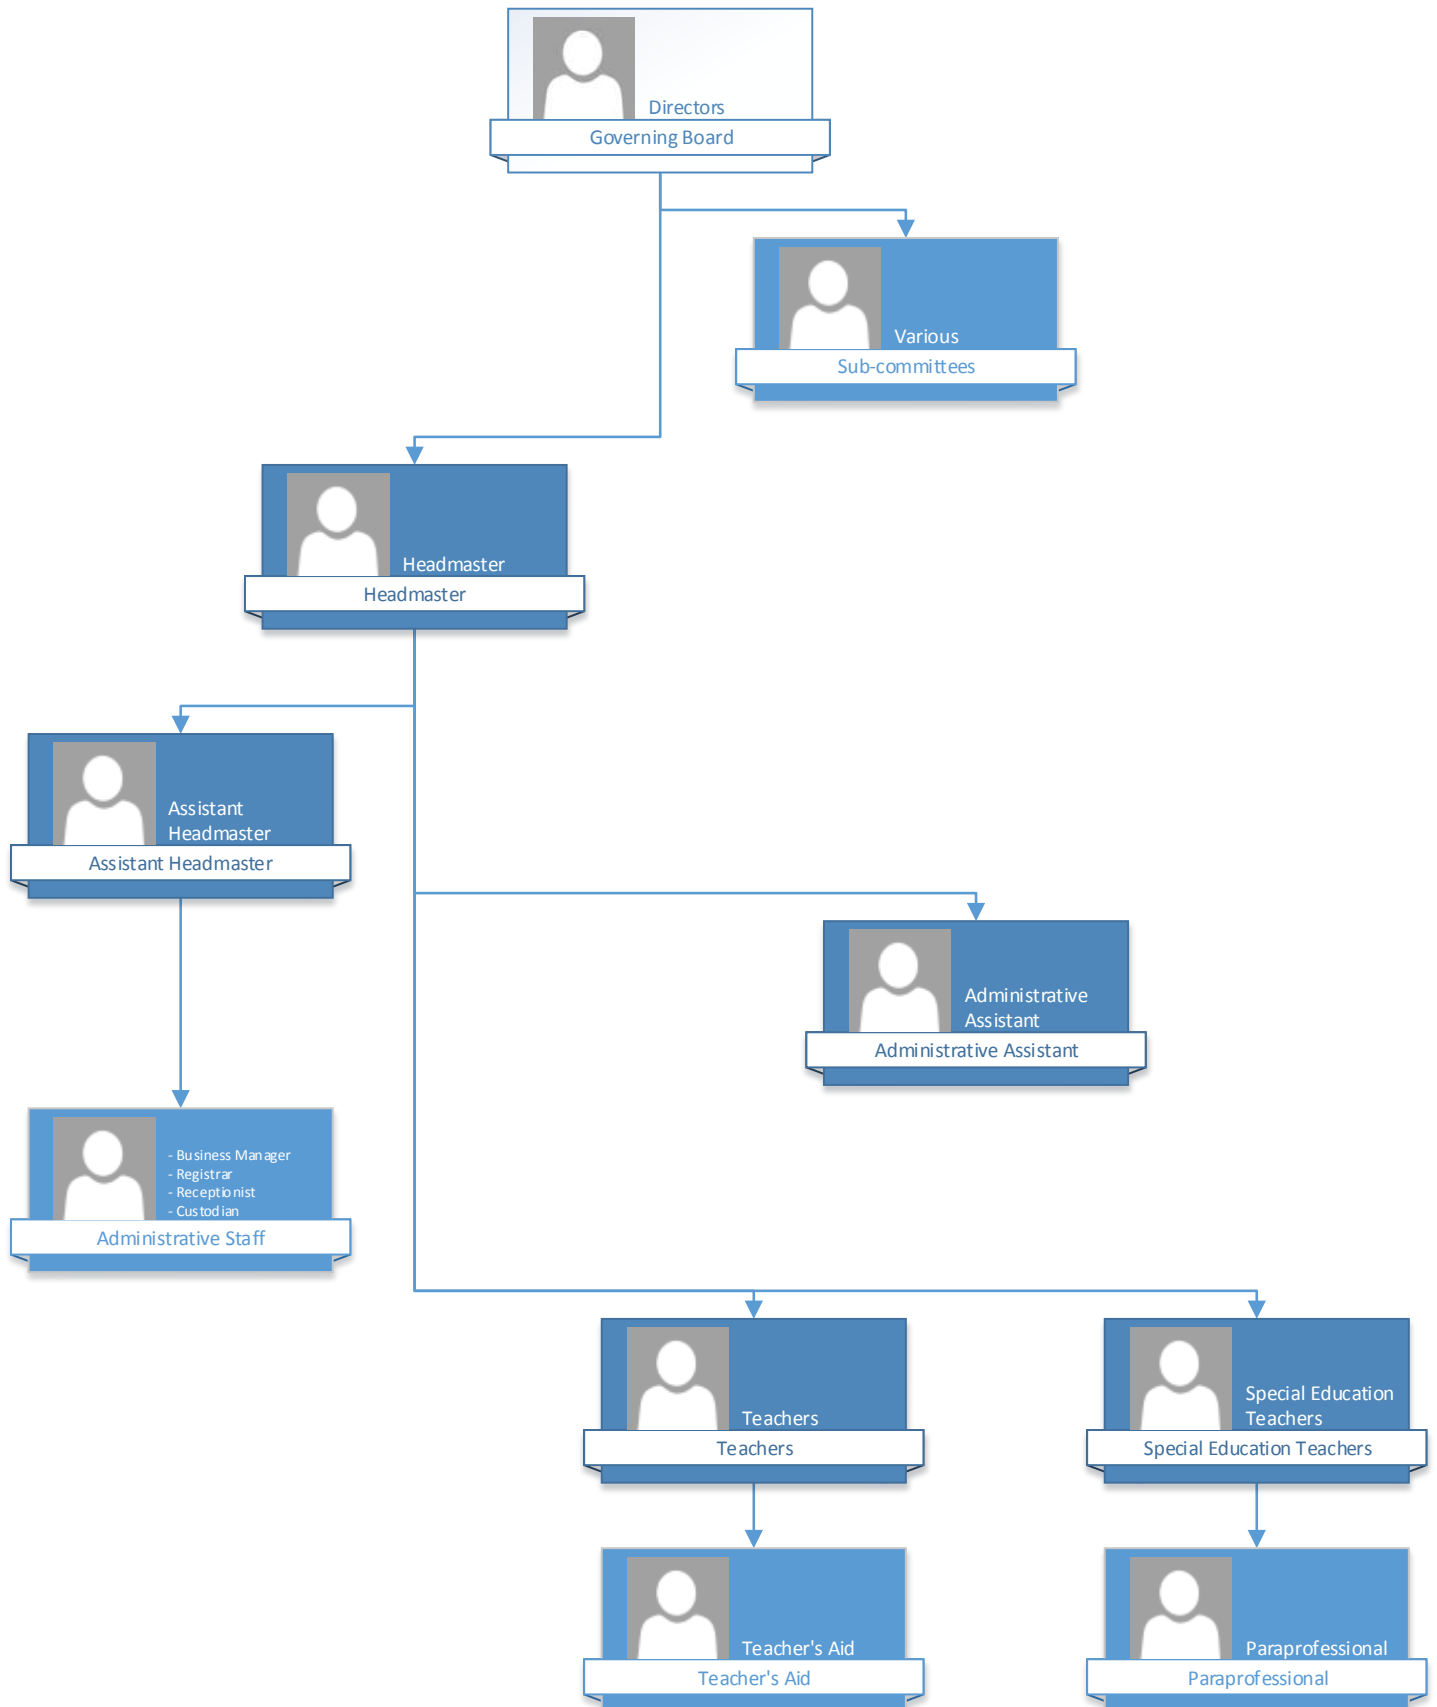 Directors
Governing Board
Various
Sub-committees
Headmaster
Headmaster
Assistant
Headmaster
Assistant Headmaster
Administrative
Assistant
Administrative Assistant
- Business Manager
- Registrar
- Receptionist
- Custodian
Administrative Staff
Teachers
Teachers
Special Education
Teachers
Special Education Teachers
Teacher's Aid
Teacher's Aid
Paraprofessional
Paraprofessional